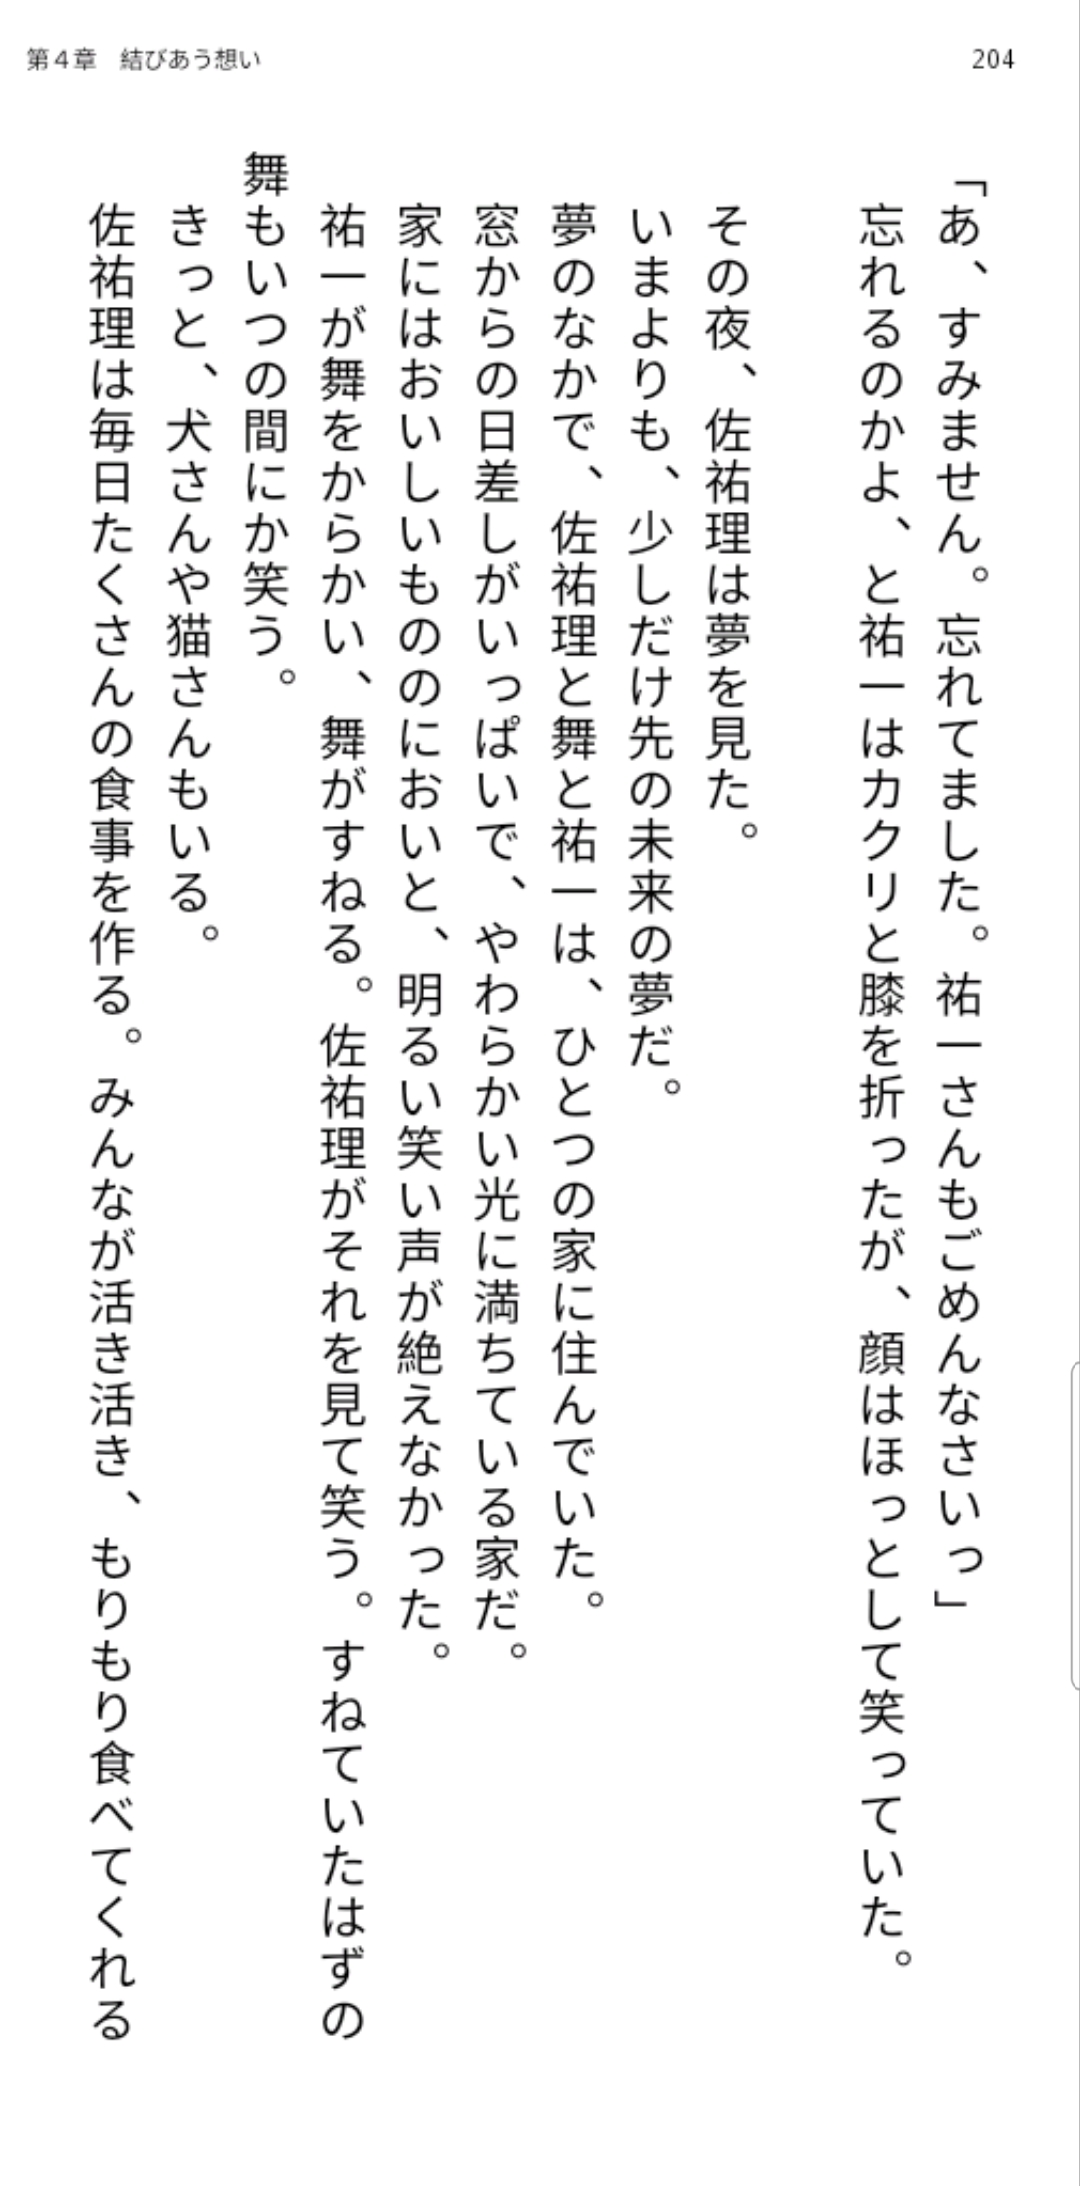 第４章　結びあう想い
204
「あ、すみません。忘れてました。祐一さんもごめんなさいっ」
　忘れるのかよ、と祐一はカクリと膝を折ったが、顔はほっとして笑っていた。
　その夜、佐祐理は夢を見た。
　いまよりも、少しだけ先の未来の夢だ。
　夢のなかで、佐祐理と舞と祐一は、ひとつの家に住んでいた。
　窓からの日差しがいっぱいで、やわらかい光に満ちている家だ。
　家にはおいしいもののにおいと、明るい笑い声が絶えなかった。
　祐一が舞をからかい、舞がすねる。佐祐理がそれを見て笑う。すねていたはずの
舞もいつの間にか笑う。
　きっと、犬さんや猫さんもいる。
　佐祐理は毎日たくさんの食事を作る。みんなが活き活き、もりもり食べてくれる